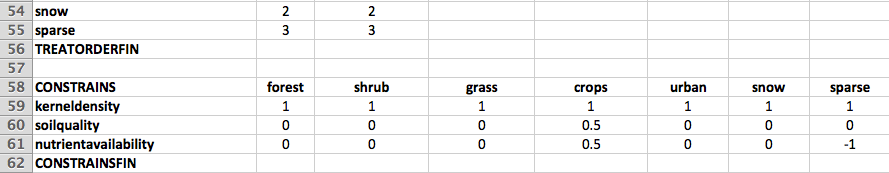 54 snow 2 2
55 sparse 3 3
56 TREATORDERFIN
57
58 CONSTRAINS forest shrub grass crops urban snow sparse
59 kerneldensity 1 1 1 1 1 1 1
60 soilquality 0 0 0 0.5 0 0 0
61 nutrientavailability 0 0 0 0.5 0 0 -1
62 CONSTRAINSFIN